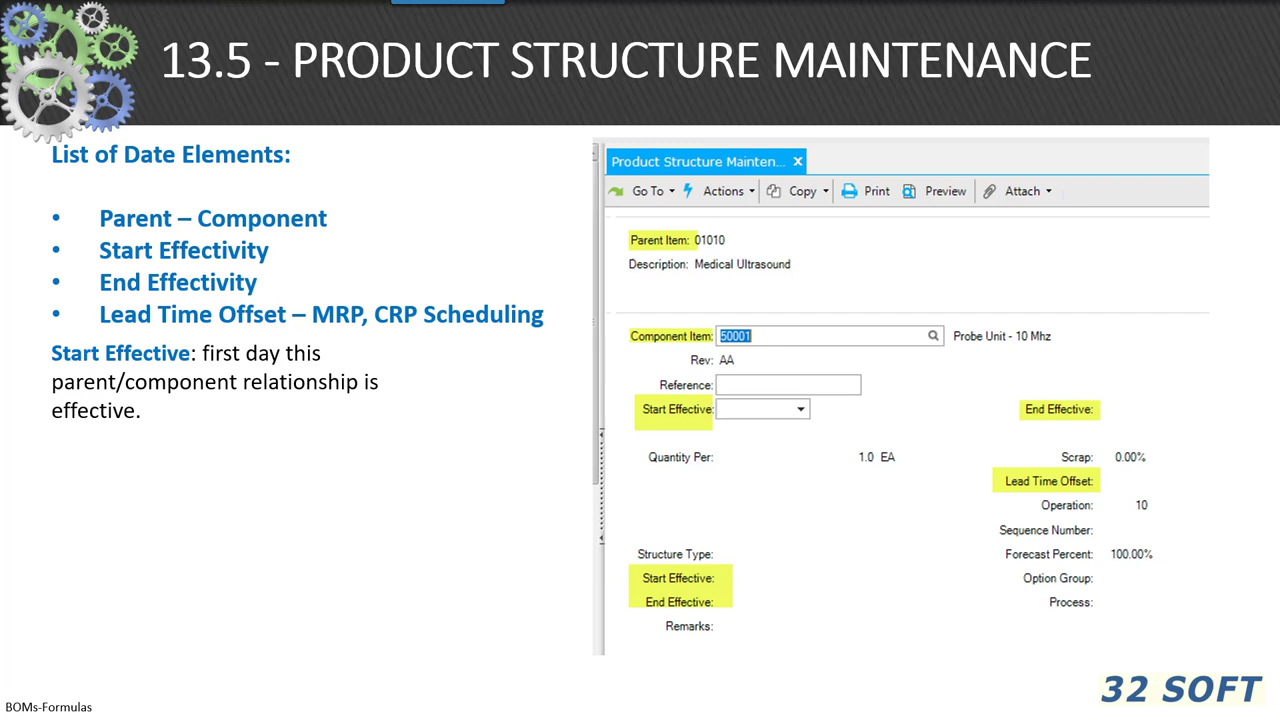 13.5 - PRODUCT STRUCTURE MAINTENANCE
List of Date Elements:
• Parent – Component
• Start Effectivity
• End Effectivity
• Lead Time Offset – MRP, CRP Scheduling
Start Effective: first day this
parent/component relationship is
effective.
Product Structure Mainten... X
Go To Actions Copy Print Preview Attach
Parent Item: 01010
Description: Medical Ultrasound
Component Item: 50001 Probe Unit - 10 Mhz
Rev: AA
Reference:
Start Effective: End Effective:
Quantity Per: 1.0 EA Scrap: 0.00%
Lead Time Offset:
Operation: 10
Sequence Number:
Structure Type: Forecast Percent: 100.00%
Start Effective: Option Group:
End Effective: Process:
Remarks:
32 SOFT
BOMs-Formulas